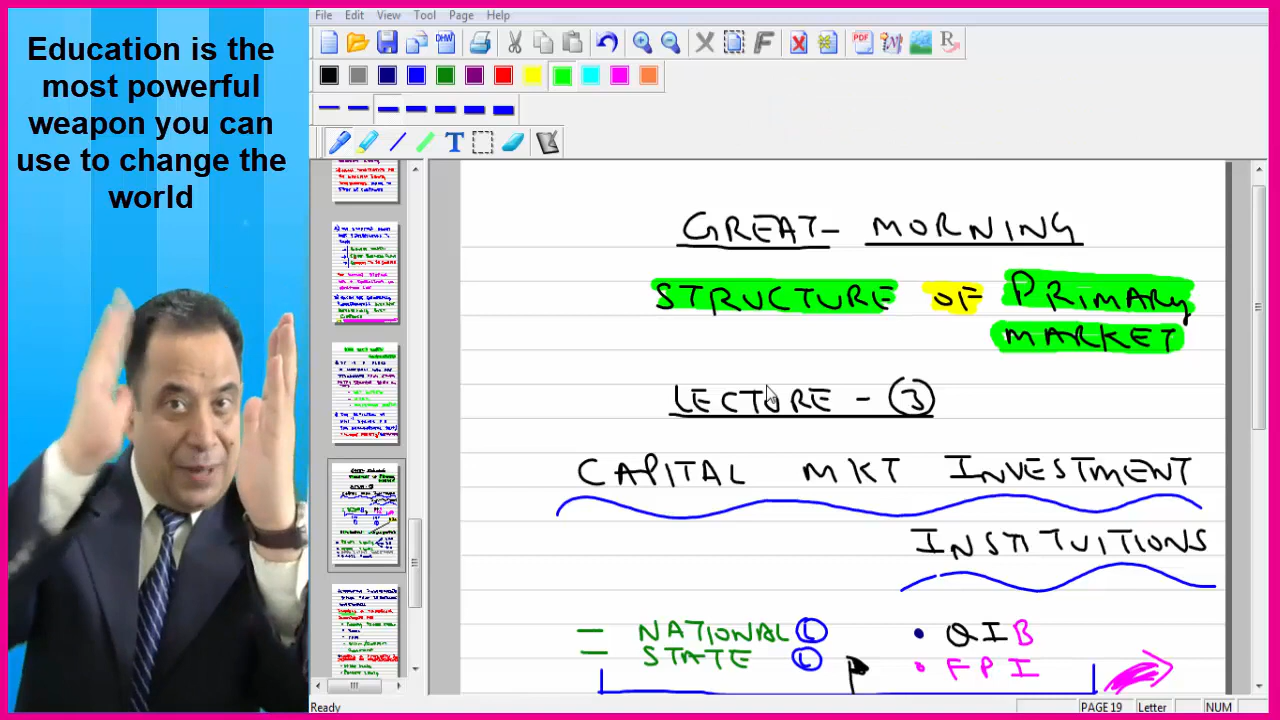 Education is the
most powerful
weapon you can
use to change the
world
File Edit View Tool Page Help
GREAT- MORNING
STRUCTURE OF PRIMARY
MARKET
LECTURE - 3
CAPITAL MKT INVESTMENT
INSTITUITIONS
- NATIONAL L
- STATE L
• QIB
• FPI
Ready PAGE 19 Letter NUM